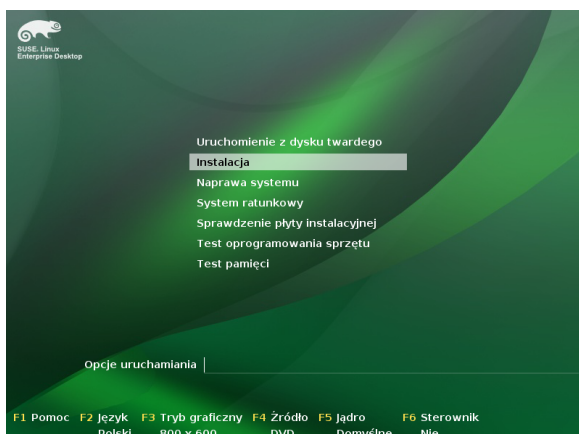 SUSE. Linux
Enterprise Desktop
Uruchomienie z dysku twardego
Instalacja
Naprawa systemu
System ratunkowy
Sprawdzenie płyty instalacyjnej
Test oprogramowania sprzętu
Test pamięci
Opcje uruchamiania
F1 Pomoc F2 Język F3 Tryb graficzny F4 Źródło F5 Jądro F6 Sterownik
Polski 800 x 600 DVD Domyślne Nie